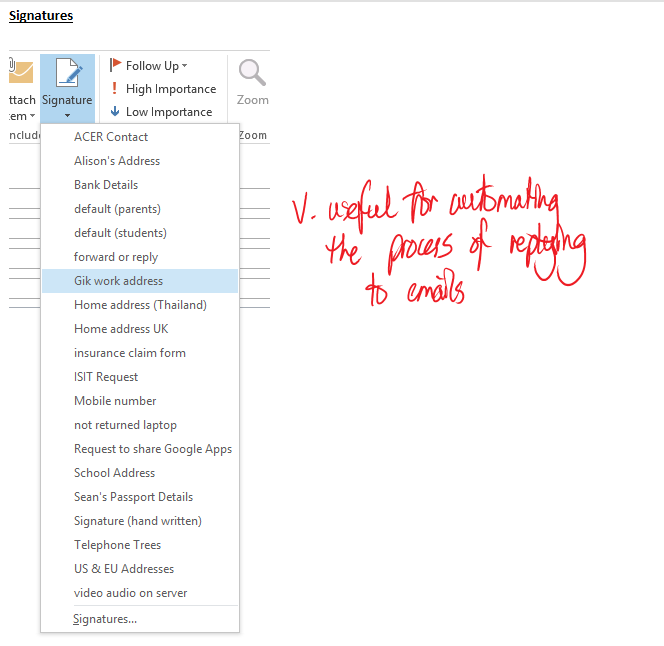 Signatures
ttach
em
Signature
Follow Up
High Importance
Low Importance
Zoom
nclude
Zoom
ACER Contact
Alison's Address
Bank Details
default (parents)
default (students)
forward or reply
Gik work address
Home address (Thailand)
Home address UK
insurance claim form
ISIT Request
Mobile number
not returned laptop
Request to share Google Apps
School Address
Sean's Passport Details
Signature (hand written)
Telephone Trees
US & EU Addresses
video audio on server
Signatures...
V. useful for automating
the process of replying
to emails